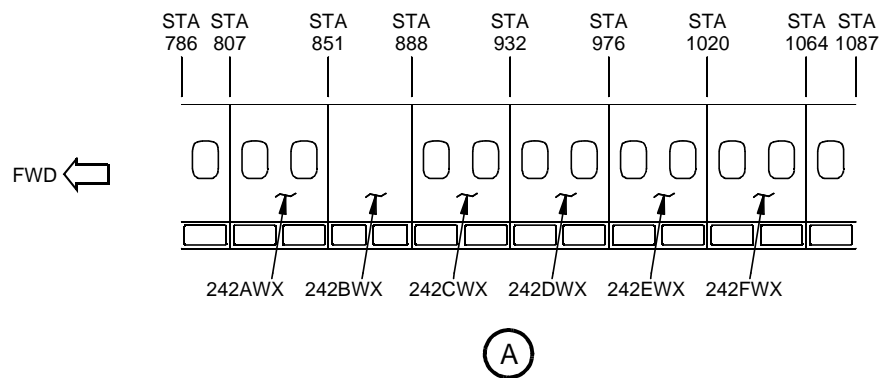 STA STA STA STA STA STA STA STA STA
786 807 851 888 932 976 1020 1064 1087
FWD
242AWX 242BWX 242CWX 242DWX 242EWX 242FWX
A